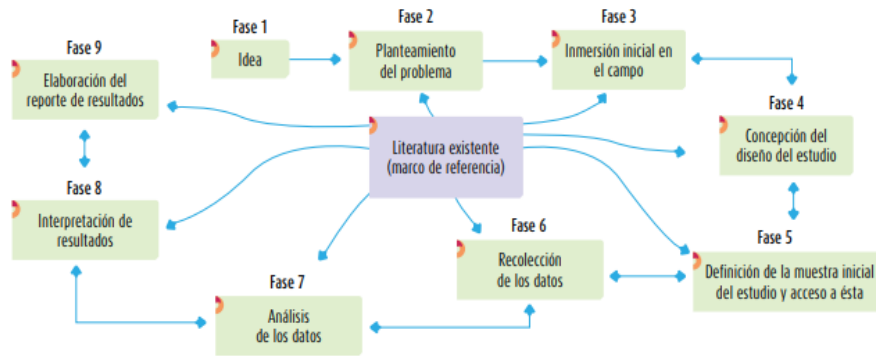 Fase 1
Idea
Fase 2
Planteamiento
del problema
Fase 3
Inmersión inicial en
el campo
Fase 4
Concepción del
diseño del estudio
Fase 5
Definición de la muestra inicial
del estudio y acceso a ésta
Fase 6
Recolección
de los datos
Fase 7
Análisis
de los datos
Fase 8
Interpretación de
resultados
Fase 9
Elaboración del
reporte de resultados
Literatura existente
(marco de referencia)